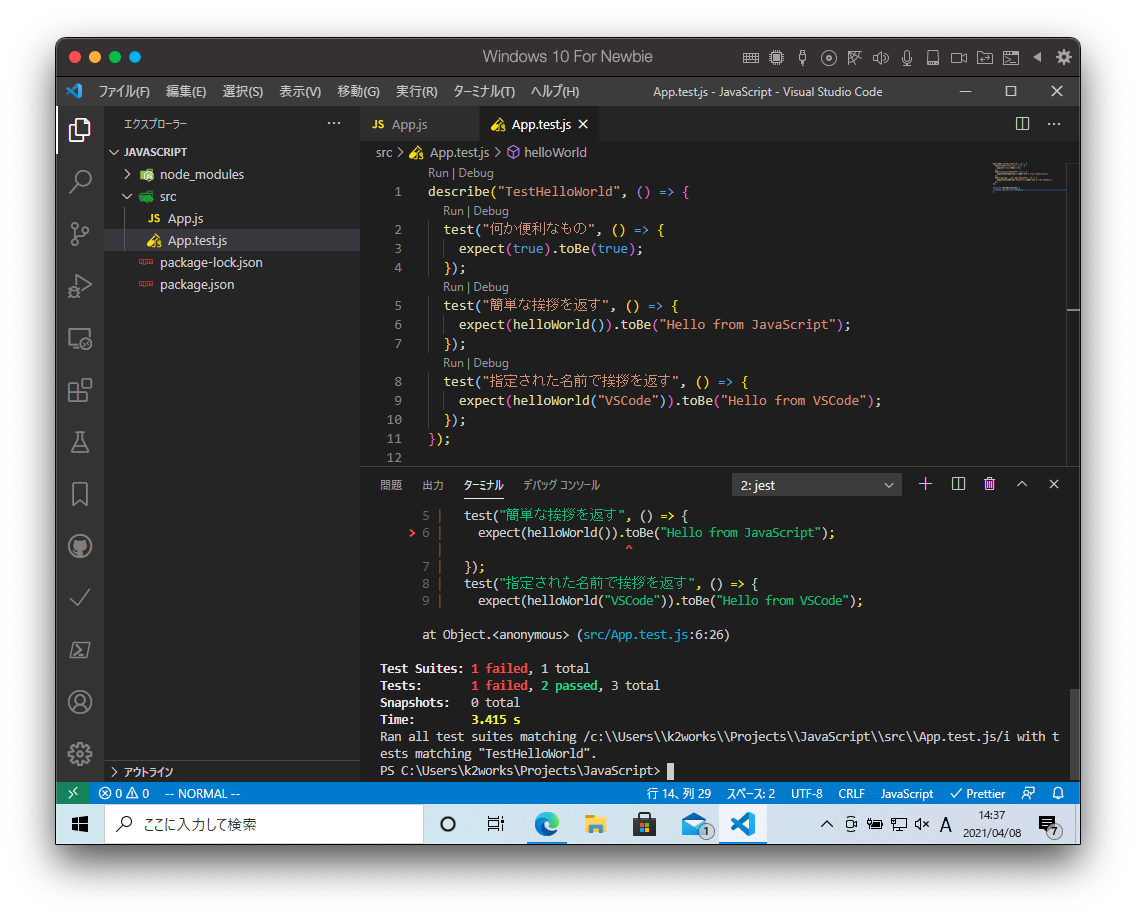 Windows 10 For Newbie
ファイル(F) 編集(E) 選択(S) 表示(V) 移動(G) 実行(R) ターミナル(T) ヘルプ(H) App.test.js - JavaScript - Visual Studio Code
エクスプローラー
JAVASCRIPT
node_modules
src
JS App.js
App.test.js
package-lock.json
package.json
アウトライン
JS App.js App.test.js
src > App.test.js > helloWorld
Run | Debug
1 describe("TestHelloWorld", () => {
Run | Debug
2 test("何か便利なもの", () => {
3 expect(true).toBe(true);
4 });
Run | Debug
5 test("簡単な挨拶を返す", () => {
6 expect(helloWorld()).toBe("Hello from JavaScript");
7 });
Run | Debug
8 test("指定された名前で挨拶を返す", () => {
9 expect(helloWorld("VSCode")).toBe("Hello from VSCode");
10 });
11 });
12
問題 出力 ターミナル デバッグ コンソール 2: jest
5 | test("簡単な挨拶を返す", () => {
> 6 | expect(helloWorld()).toBe("Hello from JavaScript");
| ^
7 | });
8 | test("指定された名前で挨拶を返す", () => {
9 | expect(helloWorld("VSCode")).toBe("Hello from VSCode");
at Object.<anonymous> (src/App.test.js:6:26)
Test Suites: 1 failed, 1 total
Tests: 1 failed, 2 passed, 3 total
Snapshots: 0 total
Time: 3.415 s
Ran all test suites matching /c:\\Users\\k2works\\Projects\\JavaScript\\src\\App.test.js/i with t
ests matching "TestHelloWorld".
PS C:\Users\k2works\Projects\JavaScript>
0 0 -- NORMAL -- 行 14、列 29 スペース: 2 UTF-8 CRLF JavaScript Prettier
ここに入力して検索 1 A 14:37
2021/04/08 7